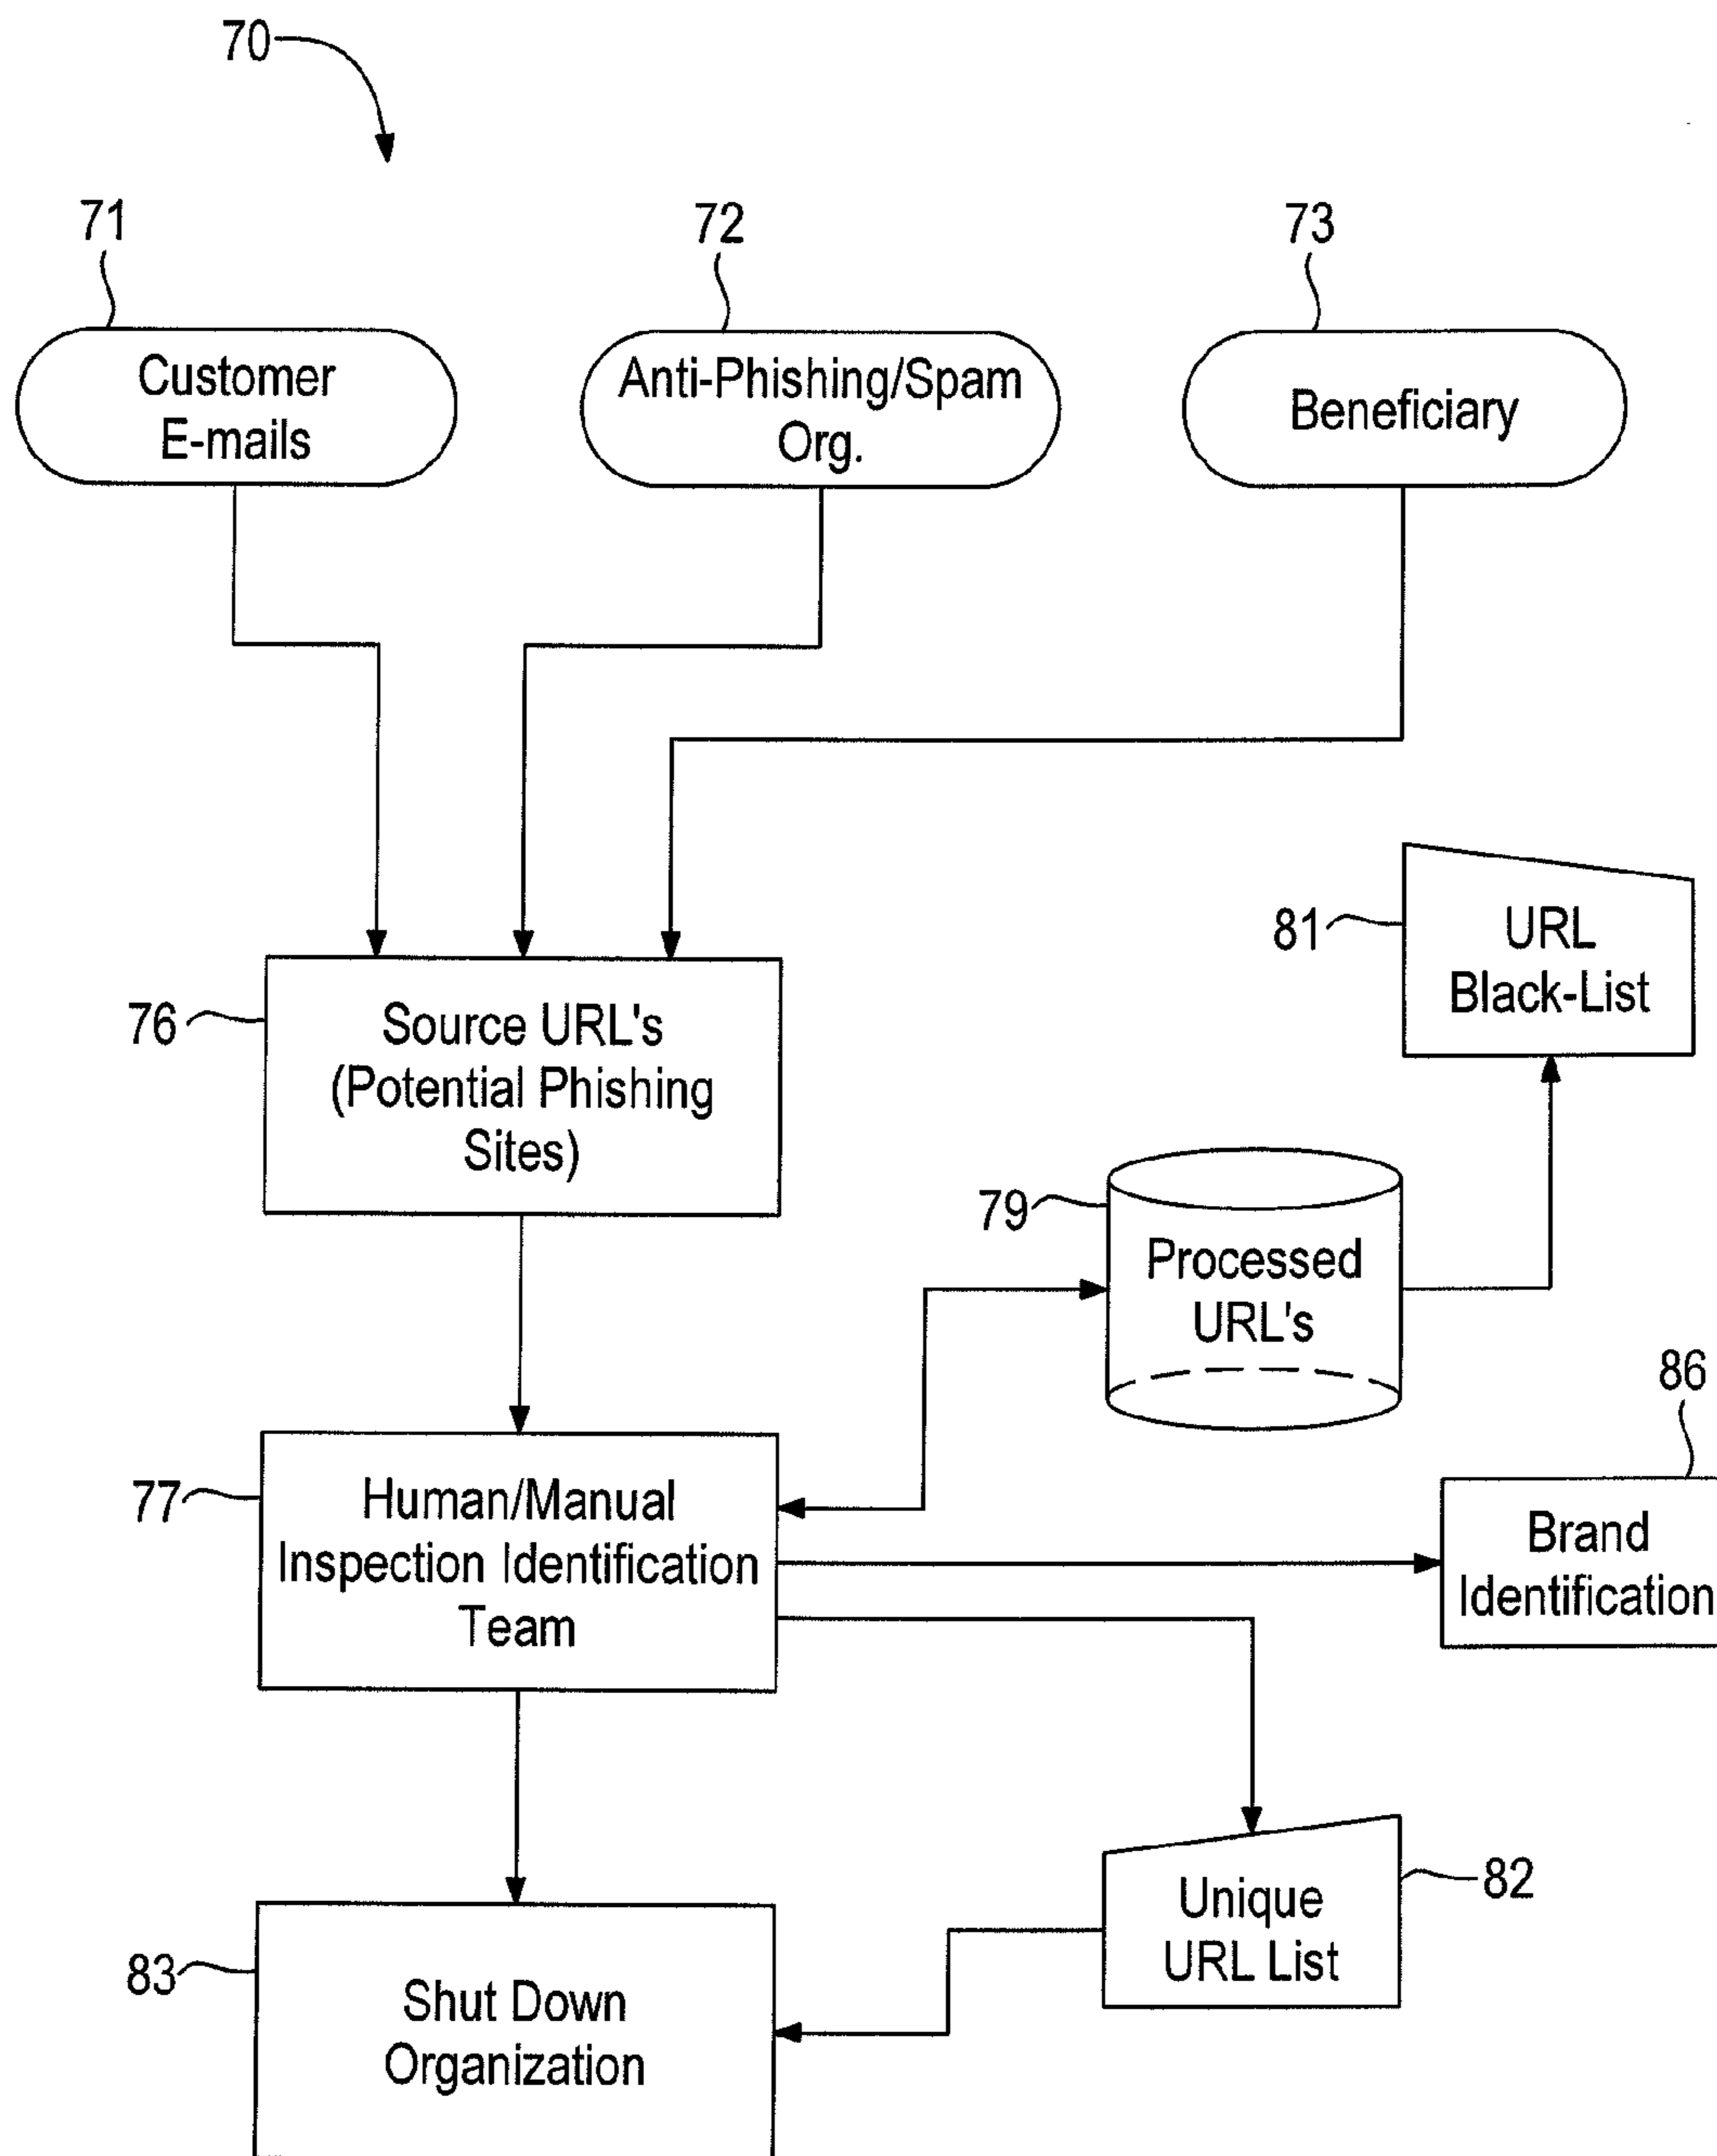 70
71
72
73
Customer
E-mails
Anti-Phishing/Spam
Org.
Beneficiary
76
Source URL's
(Potential Phishing
Sites)
81
URL
Black-List
79
Processed
URL's
86
Brand
Identification
77
Human/Manual
Inspection Identification
Team
82
Unique
URL List
83
Shut Down
Organization